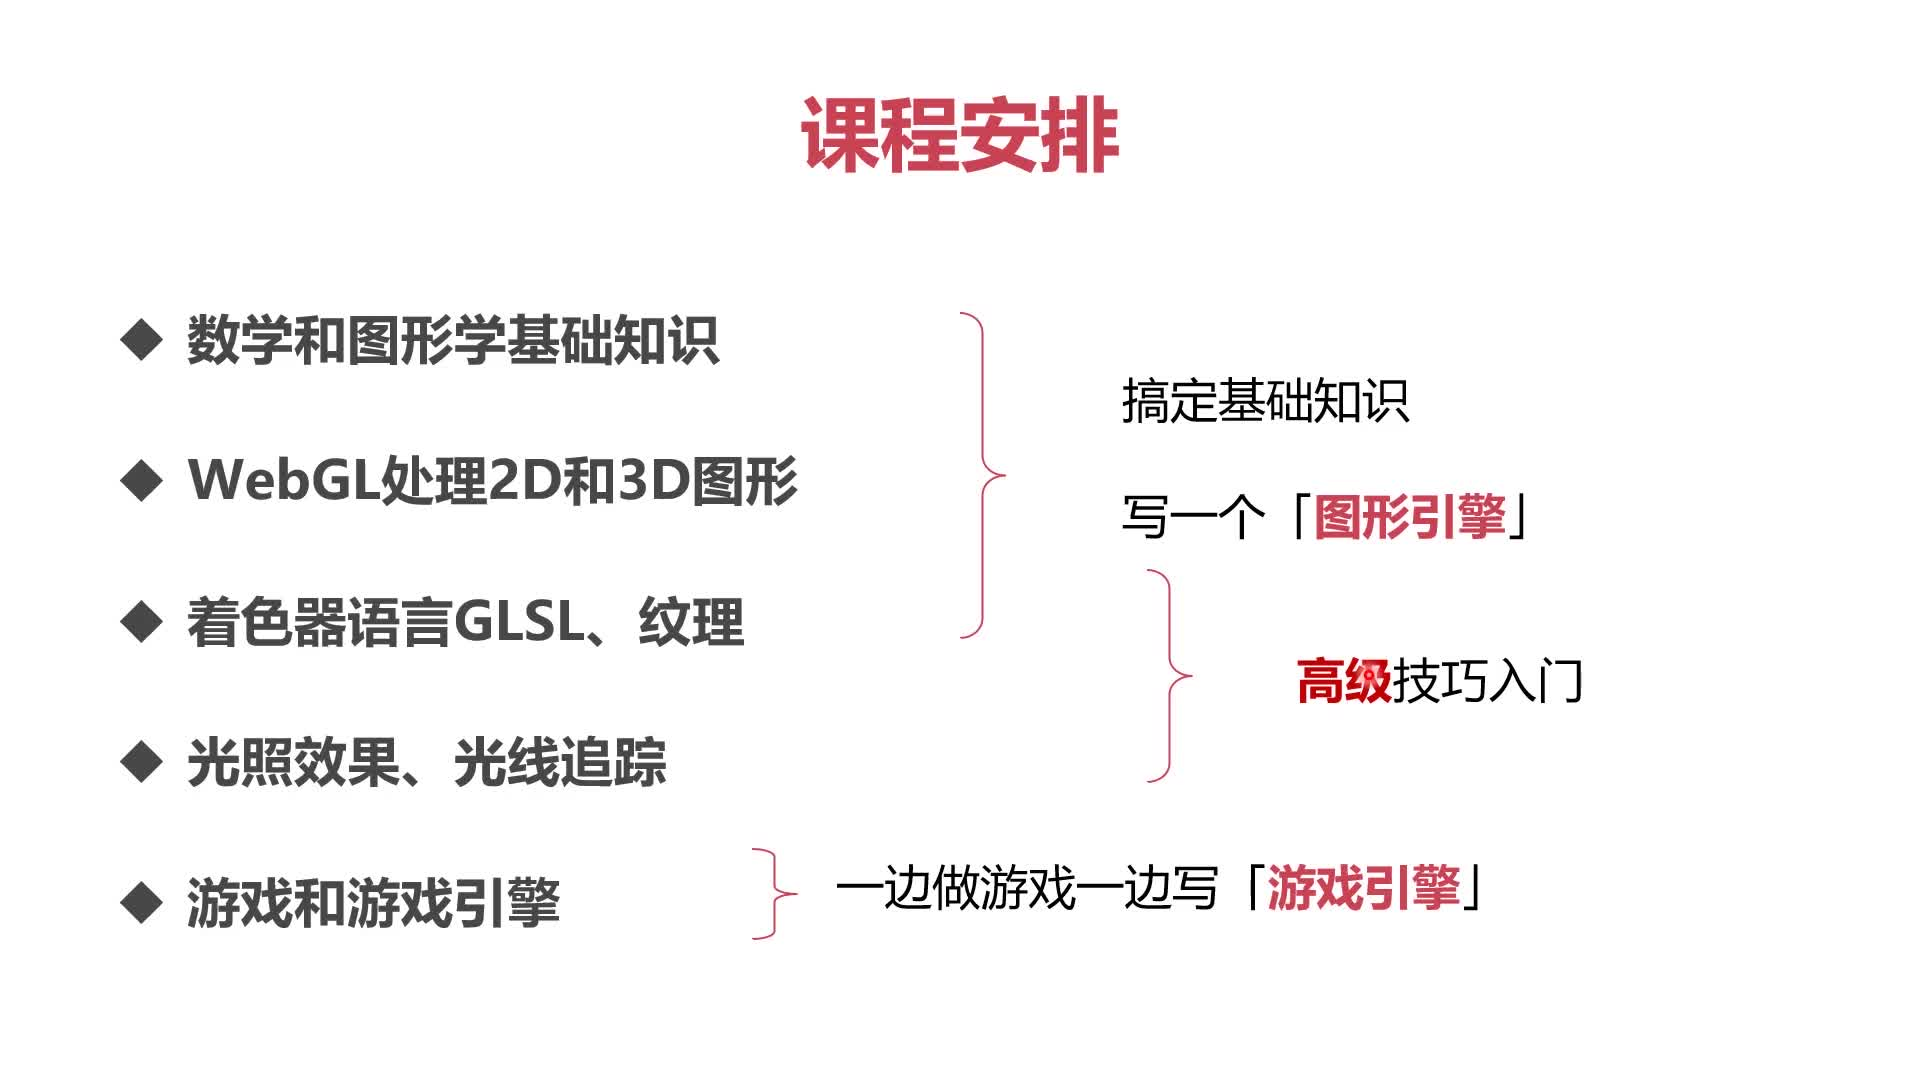 课程安排
◆ 数学和图形学基础知识
◆ WebGL处理2D和3D图形
◆ 着色器语言GLSL、纹理
◆ 光照效果、光线追踪
◆ 游戏和游戏引擎
搞定基础知识
写一个「图形引擎」
高级技巧入门
一边做游戏一边写「游戏引擎」